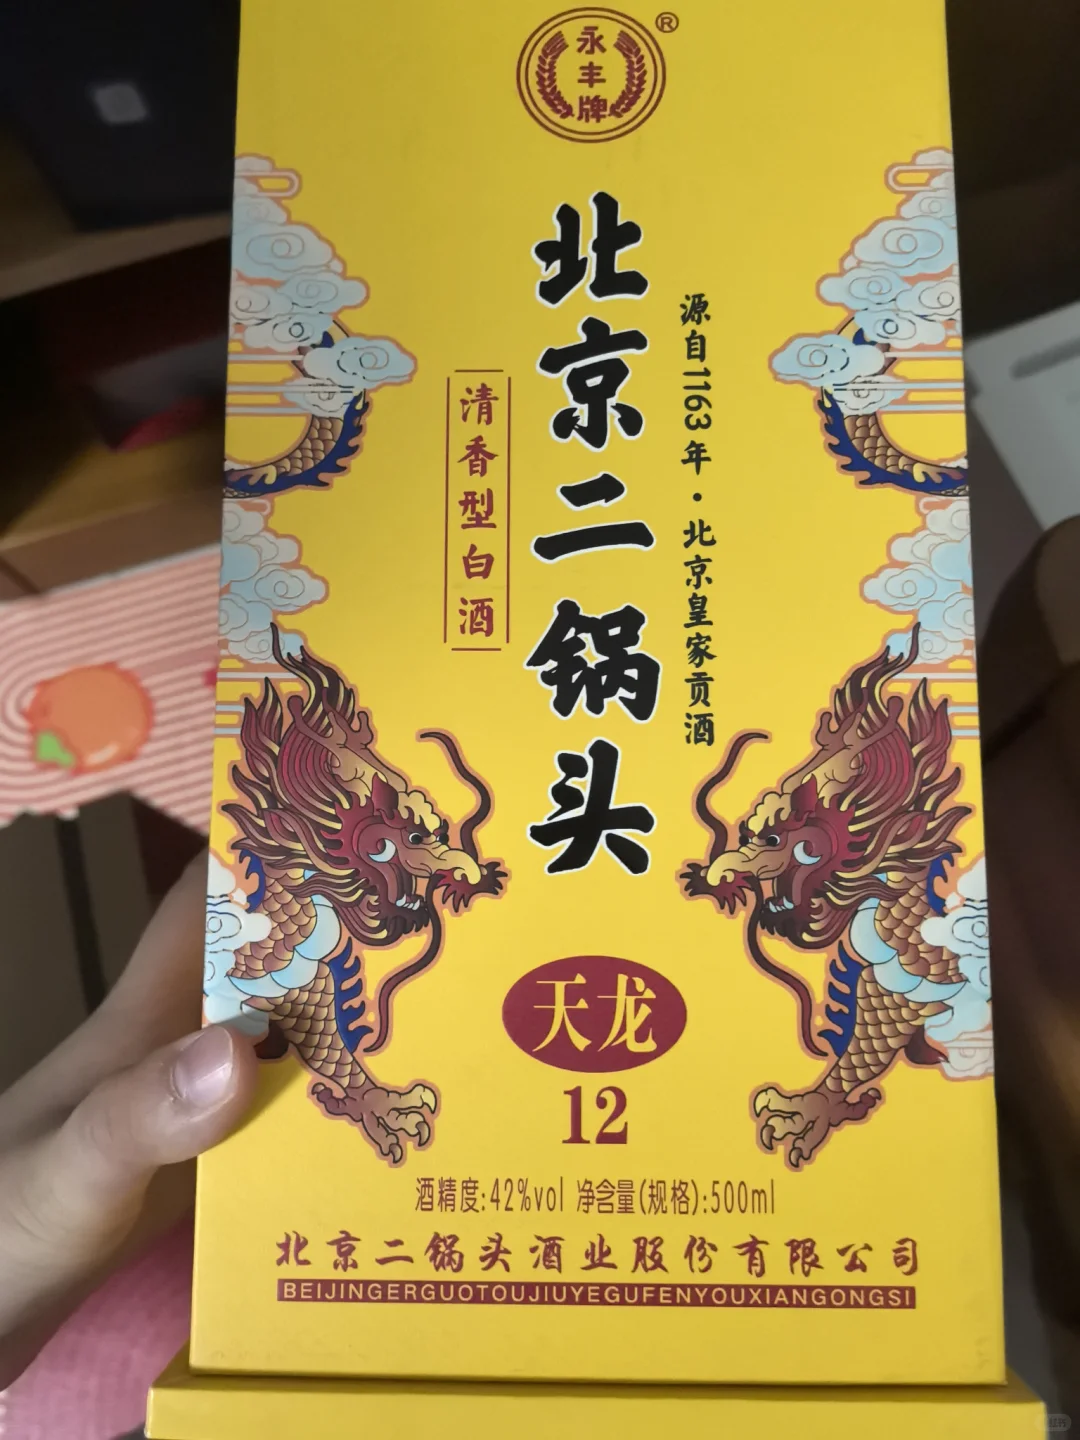 永丰牌
®
北京二锅头
源自1163年·北京皇家贡酒
清香型白酒
天龙
12
酒精度:42%vol 净含量(规格):500ml
北京二锅头酒业股份有限公司
BEIJINGERGUOTOUJIUYEGUFENYOUXIANGONGSI